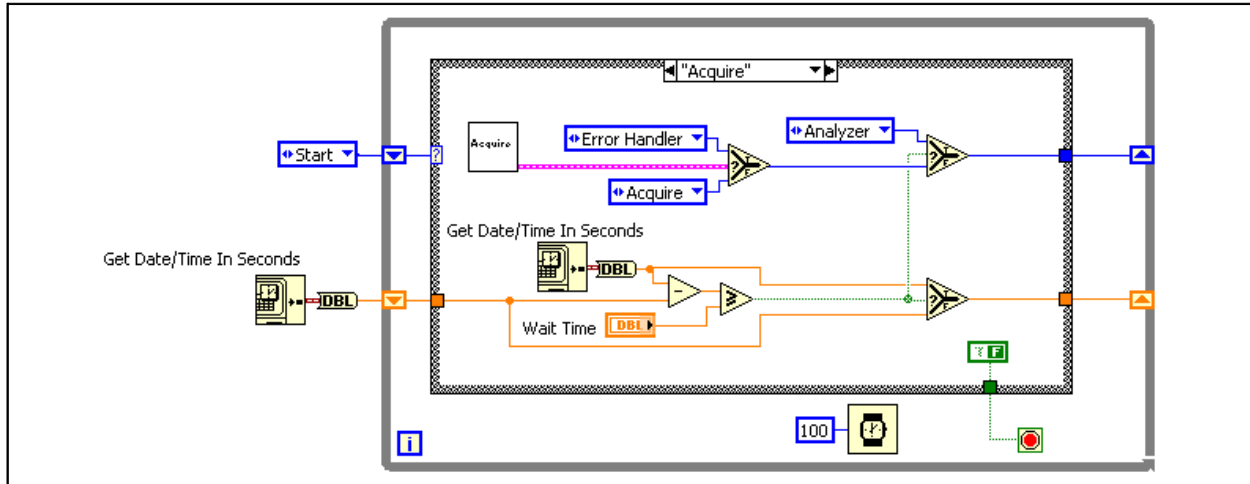 "Acquire"
Start
Acquire
Error Handler
Analyzer
?
T
?
F
T
?
F
Acquire
Get Date/Time In Seconds
Get Date/Time In Seconds
DBL
DBL
-
≥
T
?
F
Wait Time
DBL
F
100
i